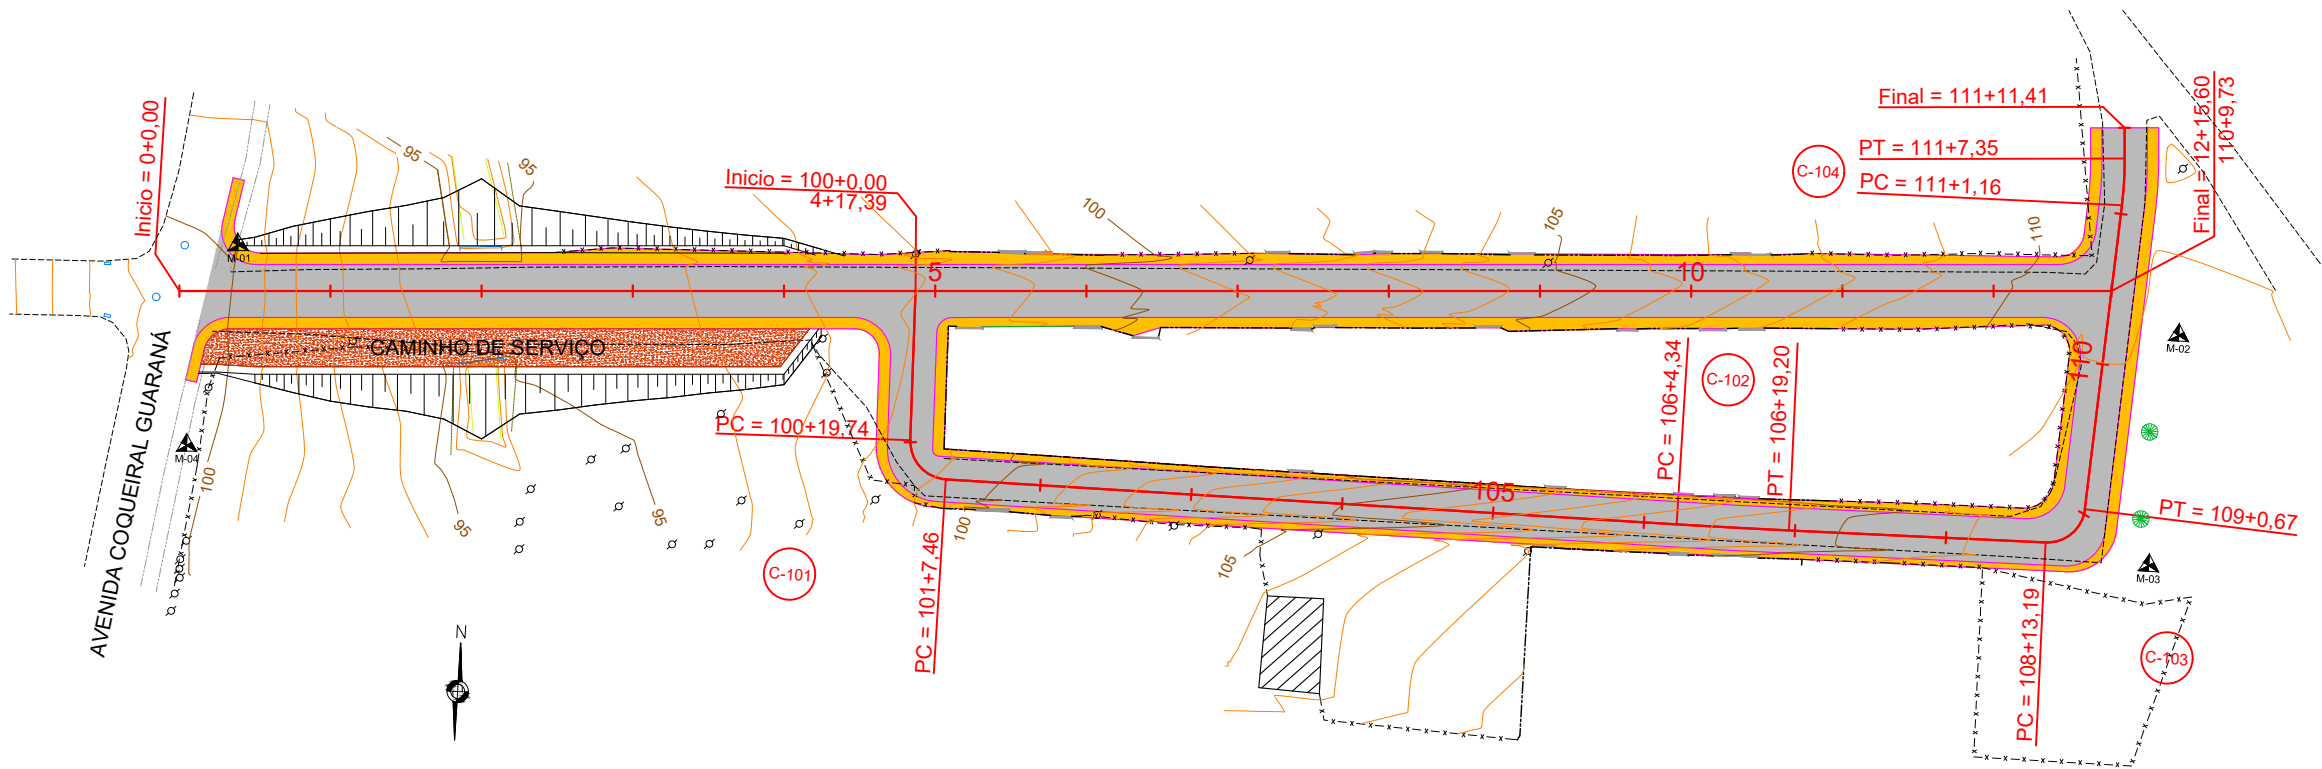 Inicio = 0+0,00
95
95
Inicio = 100+0,00
4+17,39
100
105
110
Final = 111+11,41
PT = 111+7,35
PC = 111+1,16
C-104
Final = 12+15,60
110+9,73
M-01
5
10
CAMINHO DE SERVIÇO
AVENIDA COQUEIRAL GUARANÁ
M-04
100
95
95
PC = 100+19,74
PC = 106+4,34
C-102
PT = 106+19,20
110
M-02
105
PT = 109+0,67
100
105
PC = 101+7,46
C-101
M-03
PC = 108+13,19
C-103
N